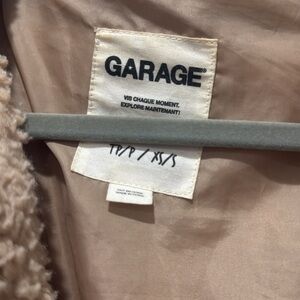 GARAGE
VIS CHAQUE MOMENT.
EXPLORE MAINTENANT!
TP/P / XS/S